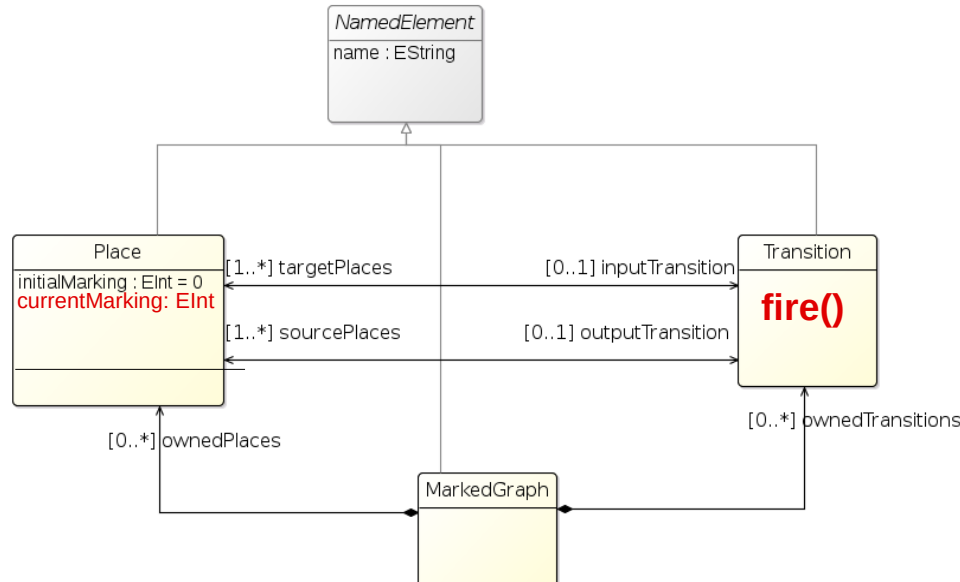 NamedElement
name : EString
Place
initialMarking : EInt = 0
currentMarking: EInt
[1..*] targetPlaces
[0..1] inputTransition
[1..*] sourcePlaces
[0..1] outputTransition
Transition
fire()
[0..*] ownedPlaces
[0..*] ownedTransitions
MarkedGraph